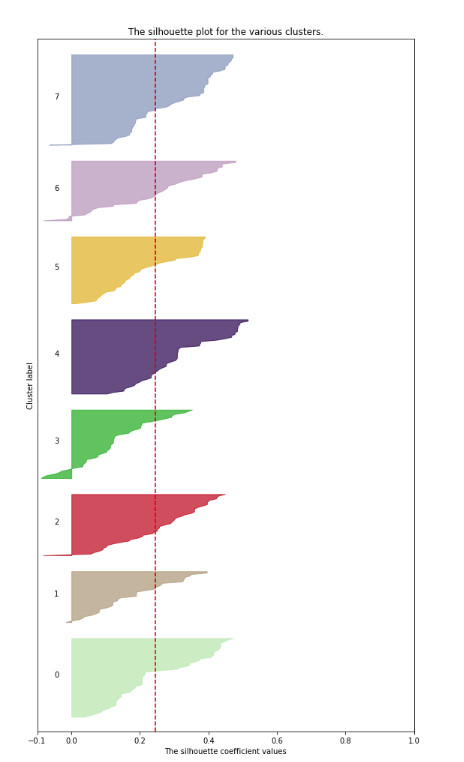 The silhouette plot for the various clusters.
7
6
5
4
Cluster label
3
2
1
0
−0.1 0.0 0.2 0.4 0.6 0.8 1.0
The silhouette coefficient values